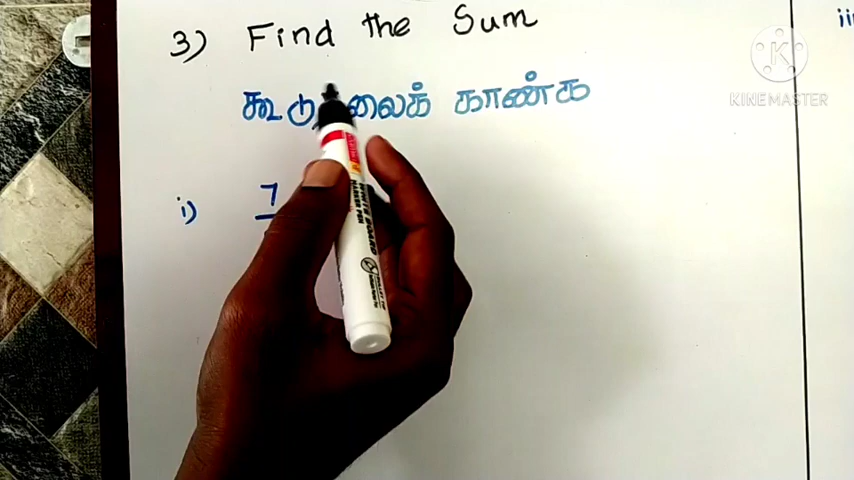 3) Find the Sum
காண்க
i) 7
KINEMASTER